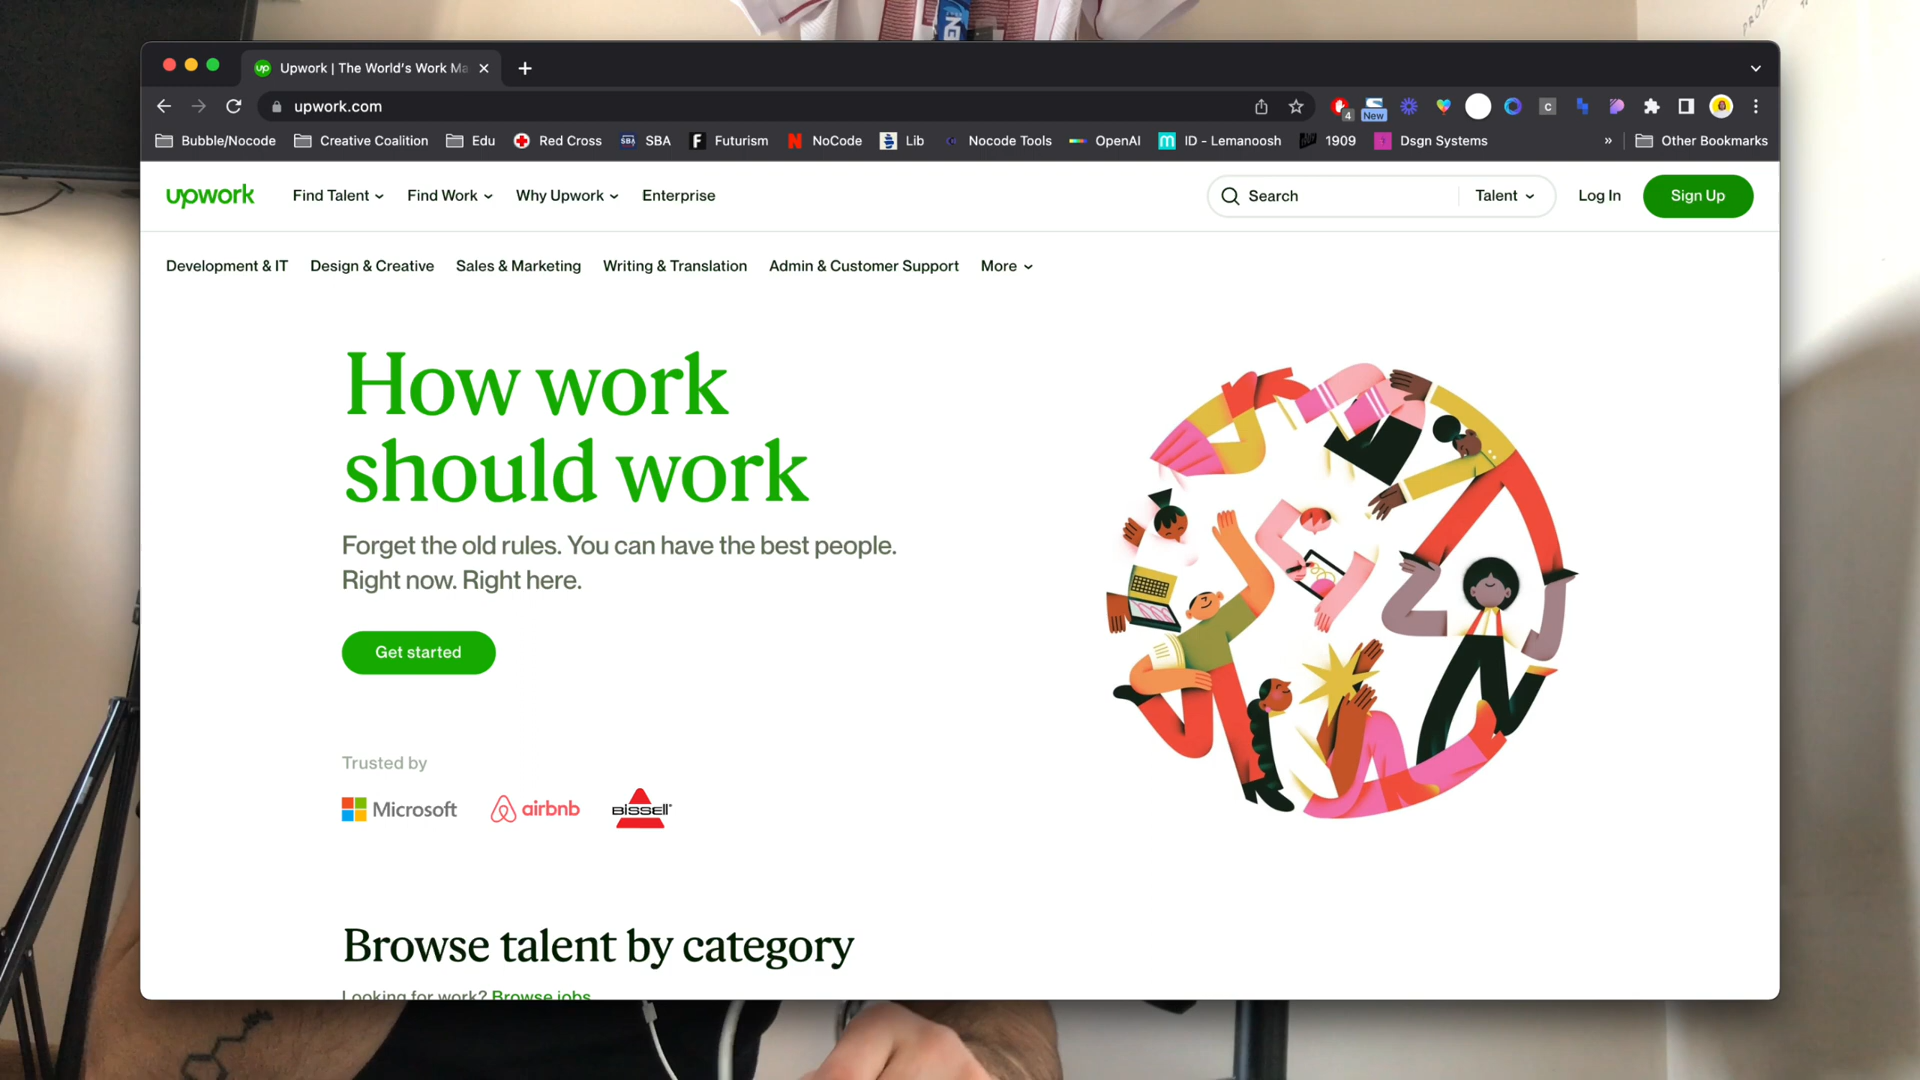 Upwork | The World's Work Ma
upwork.com
4
New
C
Bubble/Nocode
Creative Coalition
Edu
Red Cross
SBA
SBA
F
Futurism
N
NoCode
Lib
Nocode Tools
OpenAI
ID - Lemanoosh
1909
Dsgn Systems
»
Other Bookmarks
upwork
Find Talent
Find Work
Why Upwork
Enterprise
Search
Talent
Log In
Sign Up
Development & IT
Design & Creative
Sales & Marketing
Writing & Translation
Admin & Customer Support
More
How work
should work
Forget the old rules. You can have the best people.
Right now. Right here.
Get started
Trusted by
Microsoft
airbnb
BISSELL
Browse talent by category
Looking for work? Browse jobs